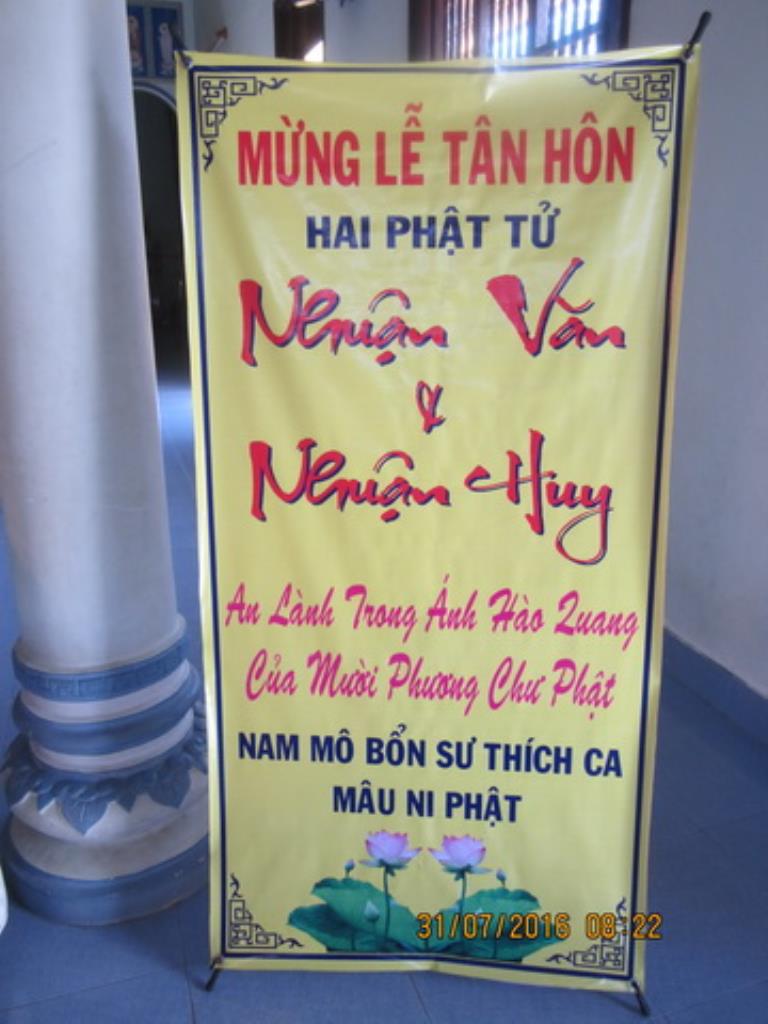 MỪNG LỄ TÂN HÔN
HAI PHẬT TỬ
Nhuận Vân
&
Nhuận Huy
An Lành Trong Ánh Hào Quang
Của Mười Phương Chư Phật
NAM MÔ BỔN SƯ THÍCH CA
MÂU NI PHẬT
31/07/2016 08:22